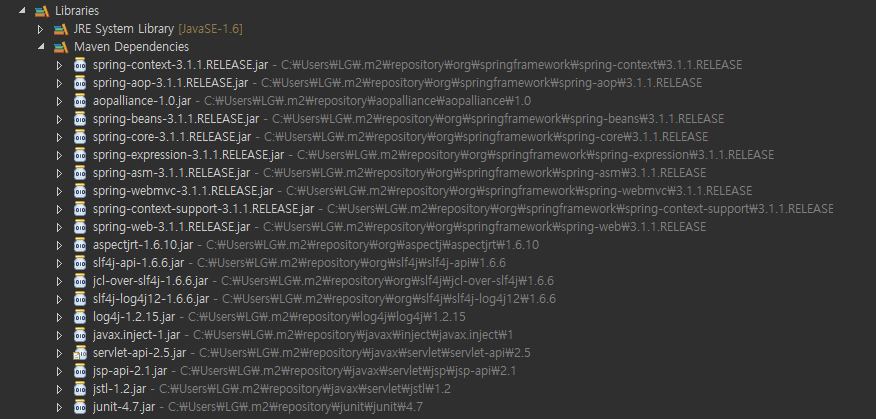 Libraries
JRE System Library [JavaSE-1.6]
Maven Dependencies
spring-context-3.1.1.RELEASE.jar - C:₩Users₩LG₩.m2₩repository₩org₩springframework₩spring-context₩3.1.1.RELEASE
spring-aop-3.1.1.RELEASE.jar - C:₩Users₩LG₩.m2₩repository₩org₩springframework₩spring-aop₩3.1.1.RELEASE
aopalliance-1.0.jar - C:₩Users₩LG₩.m2₩repository₩aopalliance₩aopalliance₩1.0
spring-beans-3.1.1.RELEASE.jar - C:₩Users₩LG₩.m2₩repository₩org₩springframework₩spring-beans₩3.1.1.RELEASE
spring-core-3.1.1.RELEASE.jar - C:₩Users₩LG₩.m2₩repository₩org₩springframework₩spring-core₩3.1.1.RELEASE
spring-expression-3.1.1.RELEASE.jar - C:₩Users₩LG₩.m2₩repository₩org₩springframework₩spring-expression₩3.1.1.RELEASE
spring-asm-3.1.1.RELEASE.jar - C:₩Users₩LG₩.m2₩repository₩org₩springframework₩spring-asm₩3.1.1.RELEASE
spring-webmvc-3.1.1.RELEASE.jar - C:₩Users₩LG₩.m2₩repository₩org₩springframework₩spring-webmvc₩3.1.1.RELEASE
spring-context-support-3.1.1.RELEASE.jar - C:₩Users₩LG₩.m2₩repository₩org₩springframework₩spring-context-support₩3.1.1.RELEASE
spring-web-3.1.1.RELEASE.jar - C:₩Users₩LG₩.m2₩repository₩org₩springframework₩spring-web₩3.1.1.RELEASE
aspectjrt-1.6.10.jar - C:₩Users₩LG₩.m2₩repository₩org₩aspectj₩aspectjrt₩1.6.10
slf4j-api-1.6.6.jar - C:₩Users₩LG₩.m2₩repository₩org₩slf4j₩slf4j-api₩1.6.6
jcl-over-slf4j-1.6.6.jar - C:₩Users₩LG₩.m2₩repository₩org₩slf4j₩jcl-over-slf4j₩1.6.6
slf4j-log4j12-1.6.6.jar - C:₩Users₩LG₩.m2₩repository₩org₩slf4j₩slf4j-log4j12₩1.6.6
log4j-1.2.15.jar - C:₩Users₩LG₩.m2₩repository₩log4j₩log4j₩1.2.15
javax.inject-1.jar - C:₩Users₩LG₩.m2₩repository₩javax₩inject₩javax.inject₩1
servlet-api-2.5.jar - C:₩Users₩LG₩.m2₩repository₩javax₩servlet₩servlet-api₩2.5
jsp-api-2.1.jar - C:₩Users₩LG₩.m2₩repository₩javax₩servlet₩jsp₩jsp-api₩2.1
jstl-1.2.jar - C:₩Users₩LG₩.m2₩repository₩javax₩servlet₩jstl₩1.2
junit-4.7.jar - C:₩Users₩LG₩.m2₩repository₩junit₩junit₩4.7